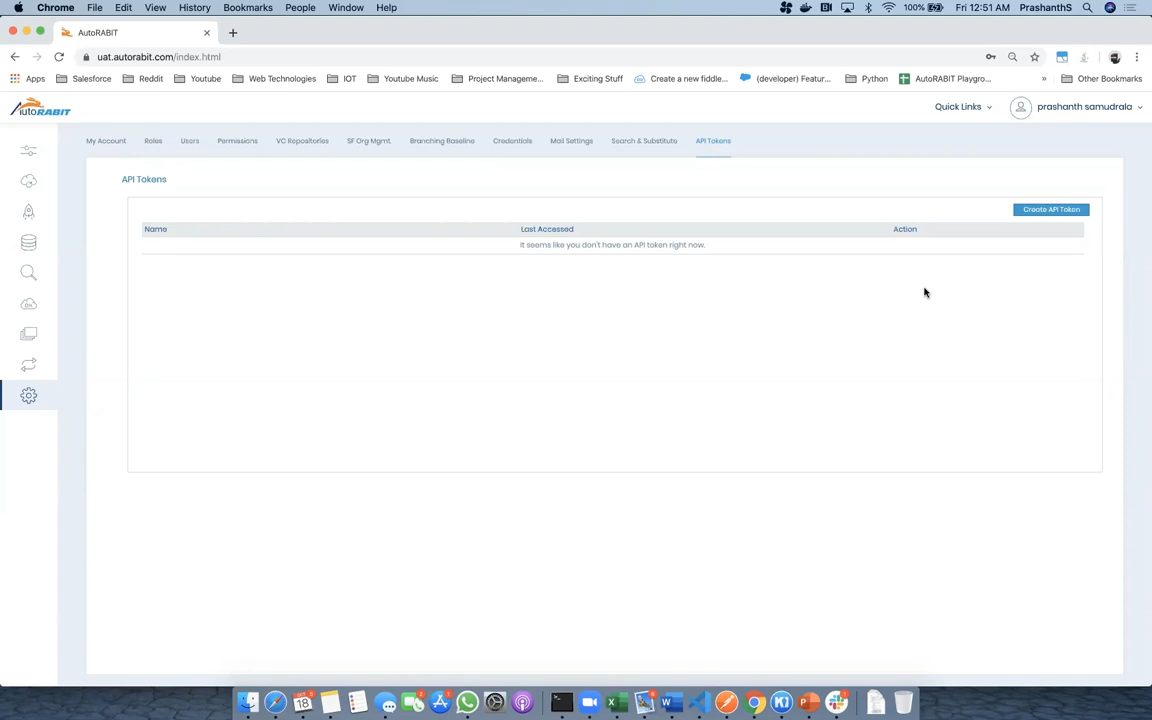 Chrome File Edit View History Bookmarks People Window Help 100% Fri 12:51 AM PrashanthS
AutoRABIT
uat.autorabit.com/index.html
Apps Salesforce Reddit Youtube Web Technologies IOT Youtube Music Project Manageme... Exciting Stuff Create a new fiddle... (developer) Featur... Python AutoRABIT Playgro... » Other Bookmarks
AutoRABIT Quick Links prashanth samudrala
My Account Roles Users Permissions VC Repositories SF Org Mgmt. Branching Baseline Credentials Mail Settings Search & Substitute API Tokens
API Tokens
Create API Token
Name Last Accessed Action
It seems like you don't have an API token right now.
18